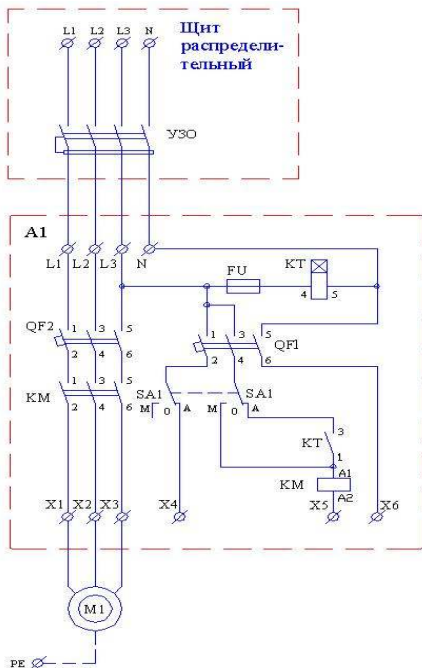 L1 L2 L3 N
Щит
распредели-
тельный
УЗО
A1
L1 L2 L3 N
FU
KT
4 5
QF2
1 3 5
2 4 6
1 3 5
2 4 6
QF1
KM
1 3 5
2 4 6
SA1
M 0 A
SA1
M 0 A
KT
3
1
KM
A1
A2
X1 X2 X3 X4 X5 X6
M1
PE